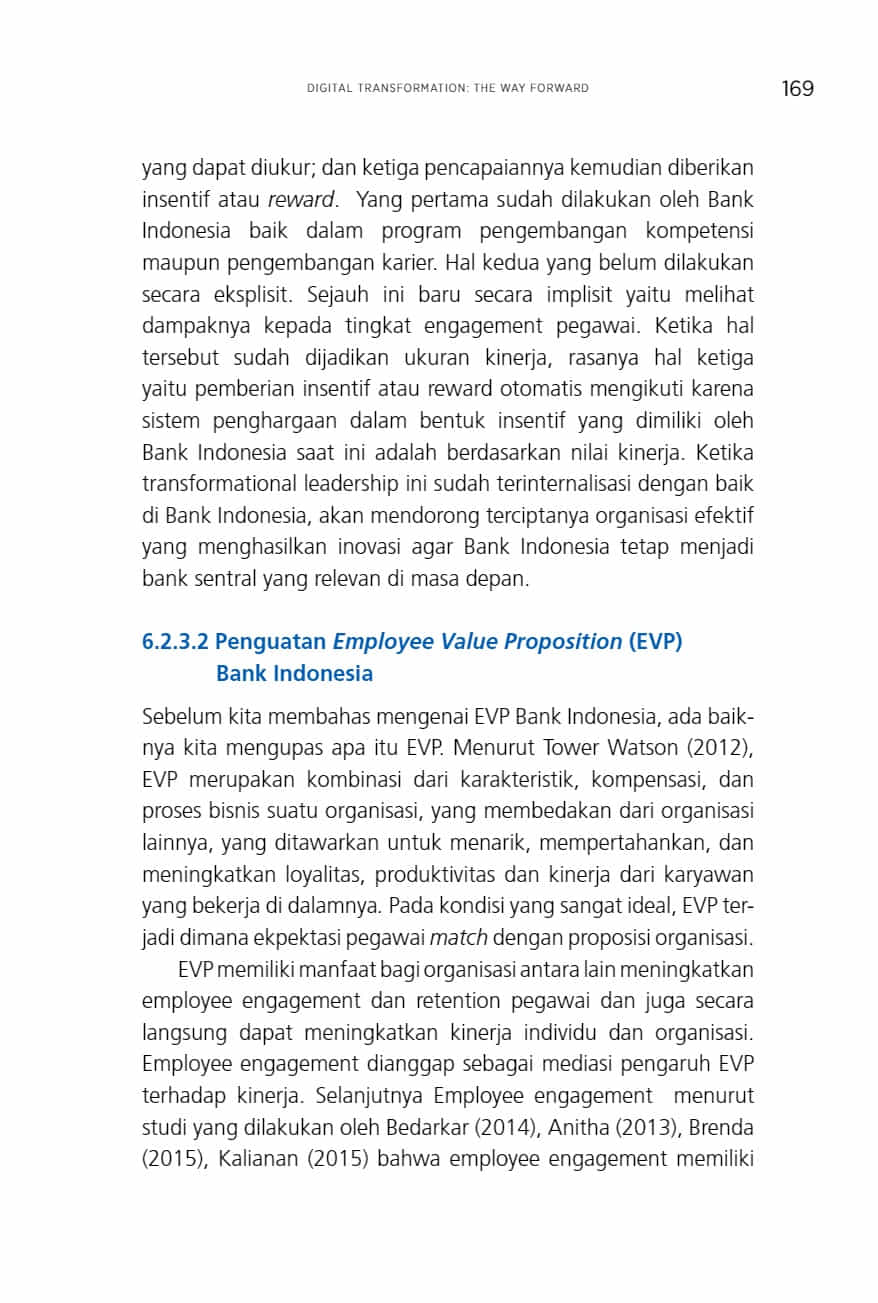 DIGITAL TRANSFORMATION: THE WAY FORWARD
169
yang dapat diukur; dan ketiga pencapaiannya kemudian diberikan
insentif atau reward.  Yang pertama sudah dilakukan oleh Bank
Indonesia baik dalam program pengembangan kompetensi
maupun pengembangan karier. Hal kedua yang belum dilakukan
secara eksplisit. Sejauh ini baru secara implisit yaitu melihat
dampaknya kepada tingkat engagement pegawai. Ketika hal
tersebut sudah dijadikan ukuran kinerja, rasanya hal ketiga
yaitu pemberian insentif atau reward otomatis mengikuti karena
sistem penghargaan dalam bentuk insentif yang dimiliki oleh
Bank Indonesia saat ini adalah berdasarkan nilai kinerja. Ketika
transformational leadership ini sudah terinternalisasi dengan baik
di Bank Indonesia, akan mendorong terciptanya organisasi efektif
yang menghasilkan inovasi agar Bank Indonesia tetap menjadi
bank sentral yang relevan di masa depan.
6.2.3.2 Penguatan Employee Value Proposition (EVP)
Bank Indonesia
Sebelum kita membahas mengenai EVP Bank Indonesia, ada baik-
nya kita mengupas apa itu EVP. Menurut Tower Watson (2012),
EVP merupakan kombinasi dari karakteristik, kompensasi, dan
proses bisnis suatu organisasi, yang membedakan dari organisasi
lainnya, yang ditawarkan untuk menarik, mempertahankan, dan
meningkatkan loyalitas, produktivitas dan kinerja dari karyawan
yang bekerja di dalamnya. Pada kondisi yang sangat ideal, EVP ter-
jadi dimana ekpektasi pegawai match dengan proposisi organisasi.
EVP memiliki manfaat bagi organisasi antara lain meningkatkan
employee engagement dan retention pegawai dan juga secara
langsung dapat meningkatkan kinerja individu dan organisasi.
Employee engagement dianggap sebagai mediasi pengaruh EVP
terhadap kinerja. Selanjutnya Employee engagement  menurut
studi yang dilakukan oleh Bedarkar (2014), Anitha (2013), Brenda
(2015), Kalianan (2015) bahwa employee engagement memiliki